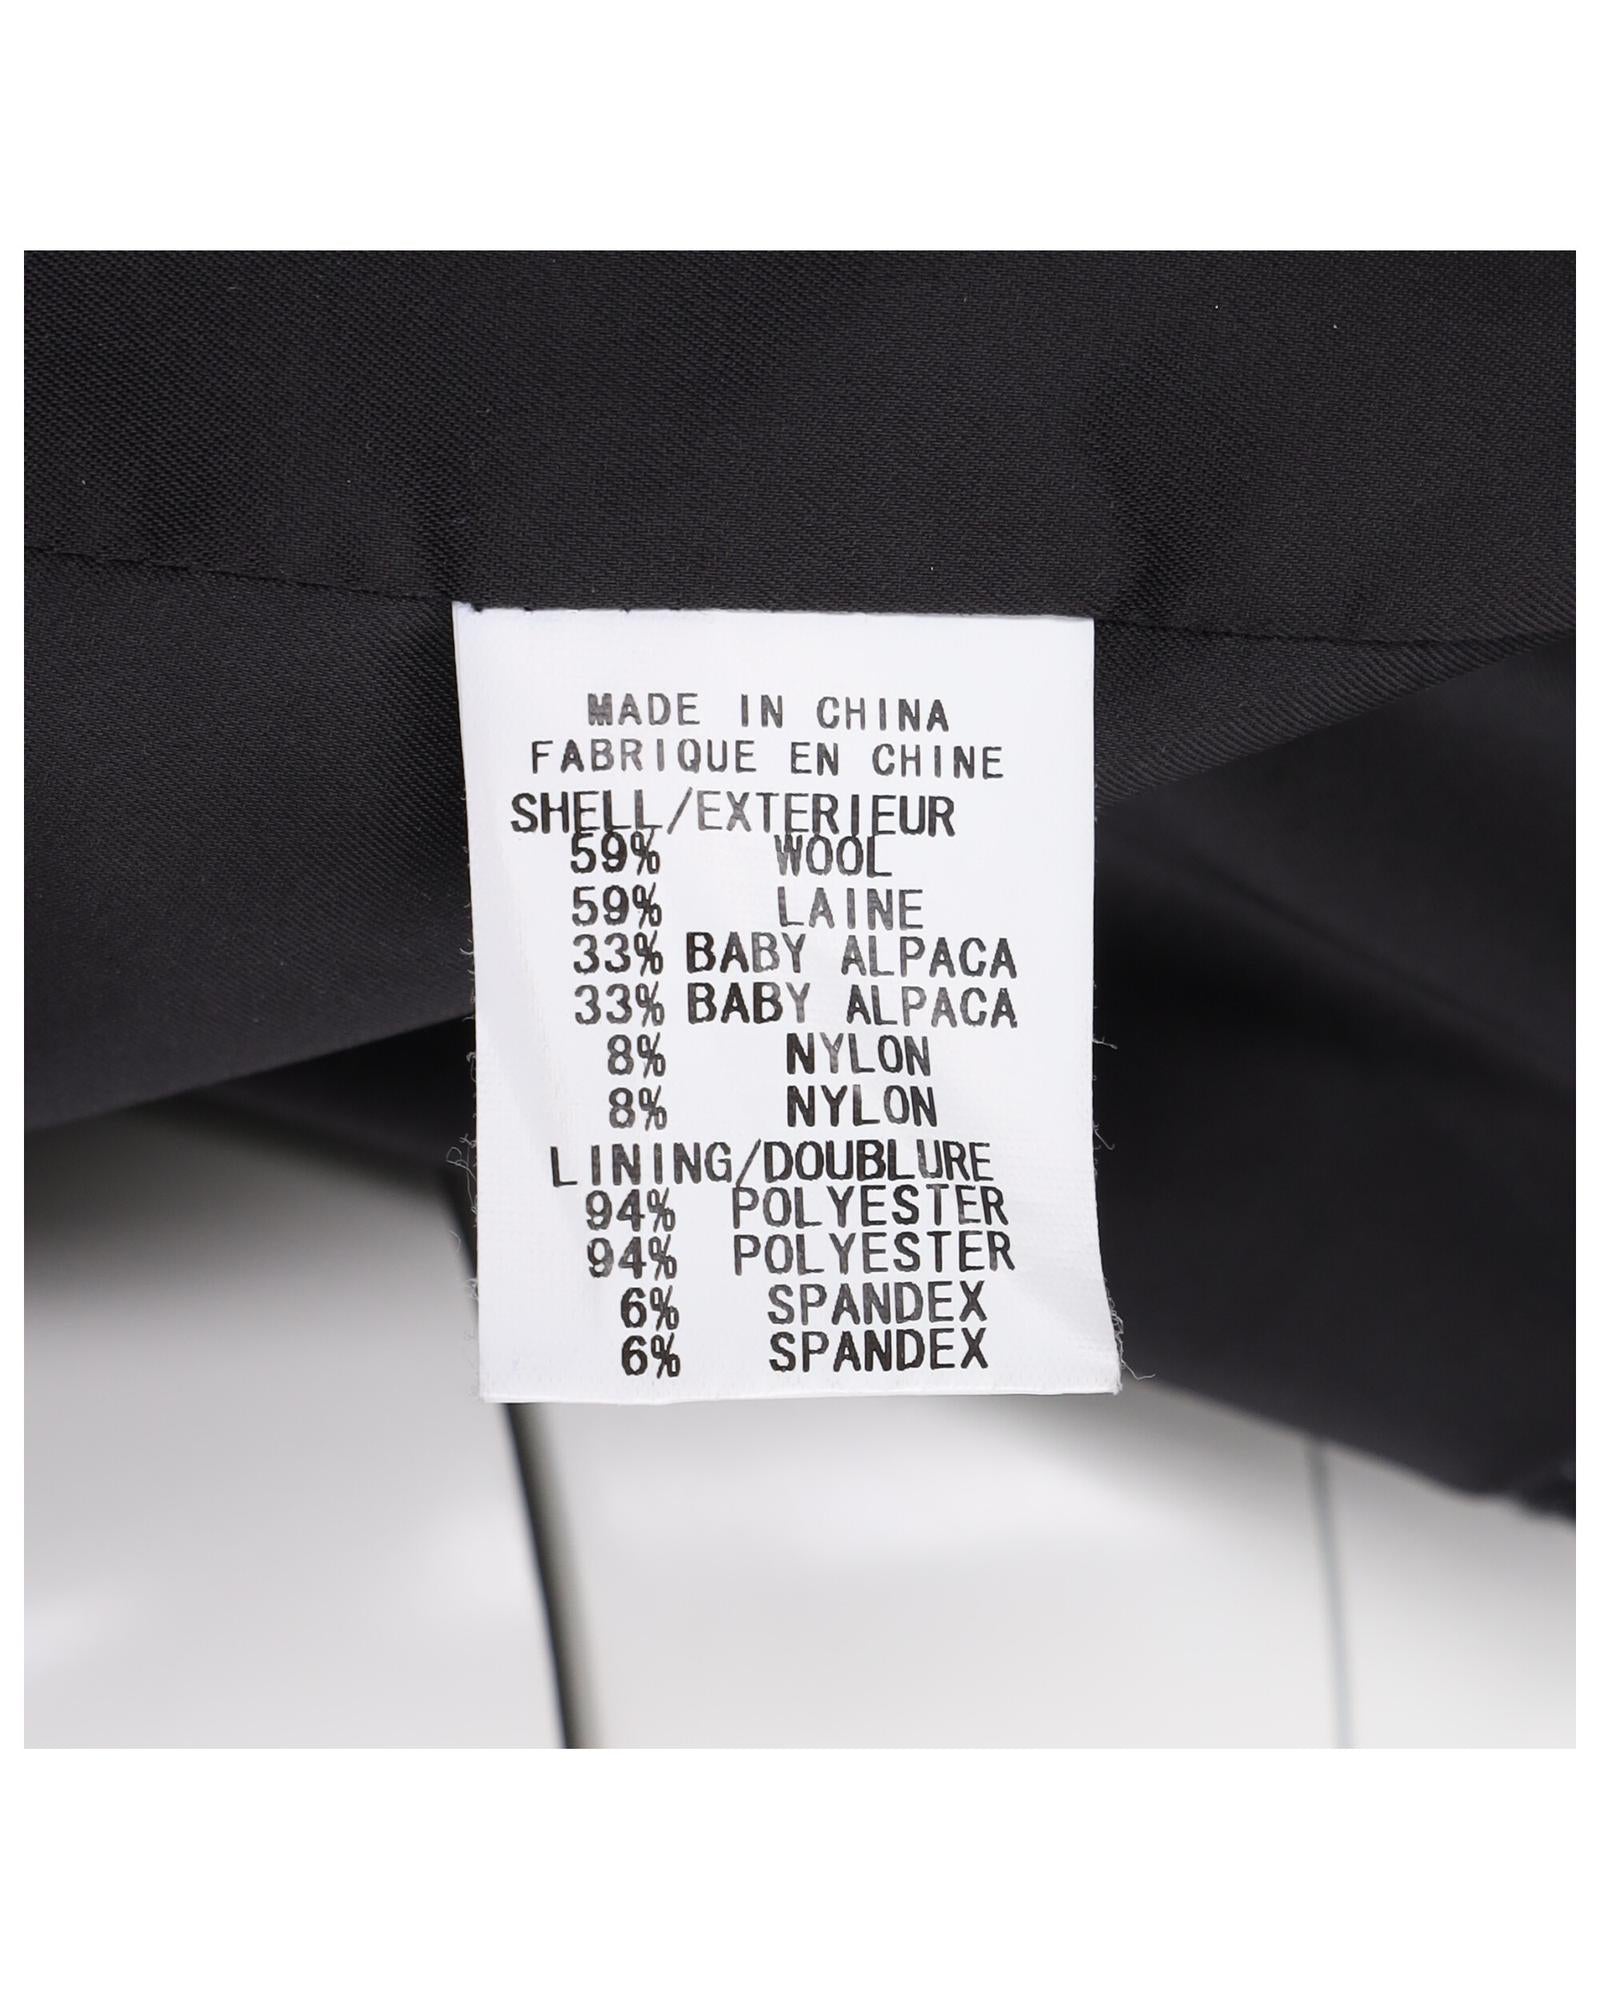 MADE IN CHINA
FABRIQUE EN CHINE
SHELL/EXTERIEUR
59% WOOL
59% LAINE
33% BABY ALPACA
33% BABY ALPACA
8% NYLON
8% NYLON
LINING/DOUBLURE
94% POLYESTER
94% POLYESTER
6% SPANDEX
6% SPANDEX